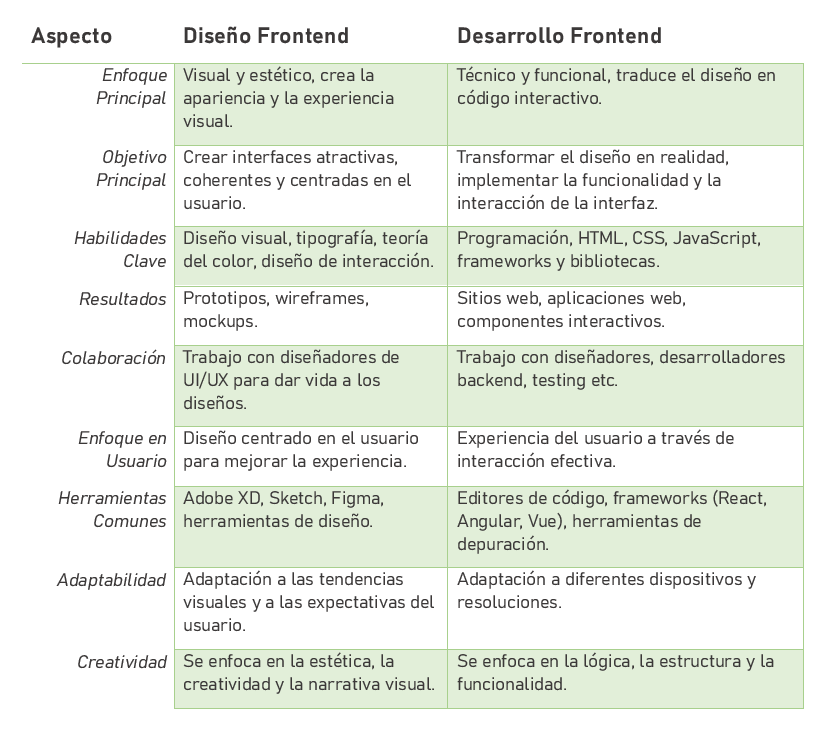 Aspecto Diseño Frontend Desarrollo Frontend
Enfoque Visual y estético, crea la Técnico y funcional, traduce el diseño en
Principal apariencia y la experiencia código interactivo.
visual.
Objetivo Crear interfaces atractivas, Transformar el diseño en realidad,
Principal coherentes y centradas en el implementar la funcionalidad y la
usuario. interacción de la interfaz.
Habilidades Diseño visual, tipografía, teoría Programación, HTML, CSS, JavaScript,
Clave del color, diseño de interacción. frameworks y bibliotecas.
Resultados Prototipos, wireframes, Sitios web, aplicaciones web,
mockups. componentes interactivos.
Colaboración Trabajo con diseñadores de Trabajo con diseñadores, desarrolladores
UI/UX para dar vida a los backend, testing etc.
diseños.
Enfoque en Diseño centrado en el usuario Experiencia del usuario a través de
Usuario para mejorar la experiencia. interacción efectiva.
Herramientas Adobe XD, Sketch, Figma, Editores de código, frameworks (React,
Comunes herramientas de diseño. Angular, Vue), herramientas de
depuración.
Adaptabilidad Adaptación a las tendencias Adaptación a diferentes dispositivos y
visuales y a las expectativas del resoluciones.
usuario.
Creatividad Se enfoca en la estética, la Se enfoca en la lógica, la estructura y la
creatividad y la narrativa visual. funcionalidad.